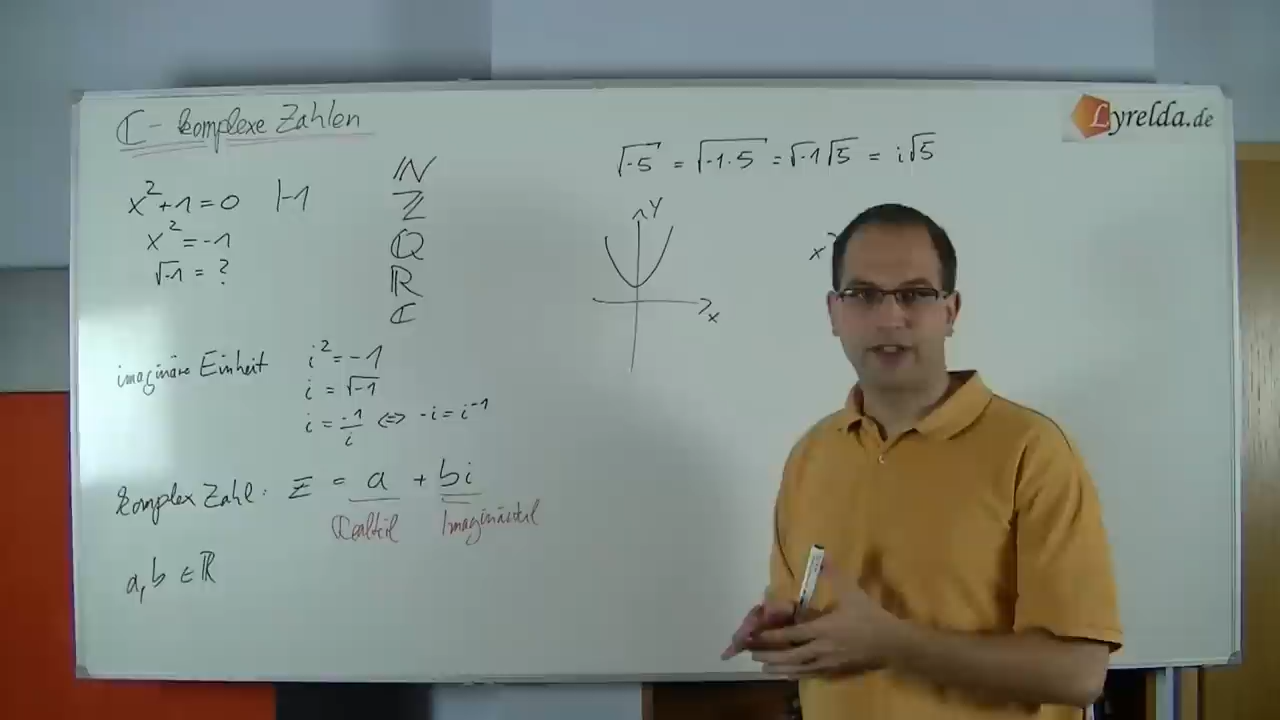 ℂ - komplexe Zahlen
x² + 1 = 0 |-1
x² = -1
√-1 = ?
ℕ
ℤ
ℚ
ℝ
ℂ
imaginäre Einheit i² = -1
i = √-1
i = -1/i ⇔ -i = i⁻¹
komplex Zahl: z = a + bi
Realteil Imaginärteil
a, b ∈ ℝ
Lyrelda.de
√-5 = √-1·5 = √-1 √5 = i√5
y
x
x²